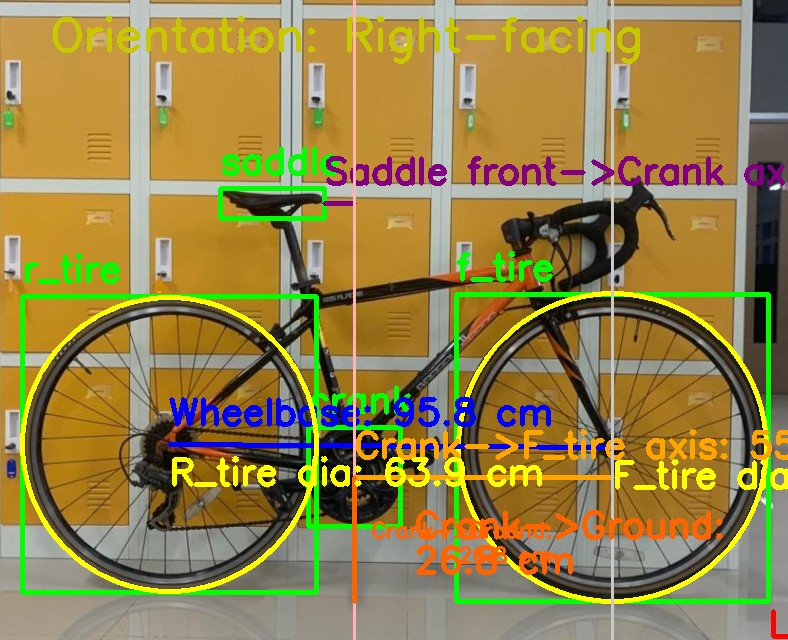 Orientation: Right-facing
saddle
Saddle front->Crank ax
r_tire
f_tire
crank
Wheelbase: 95.8 cm
Crank->F_tire axis: 55
R_tire dia: 63.9 cm
F_tire dia
Crank->Ground:
26.8 cm
L